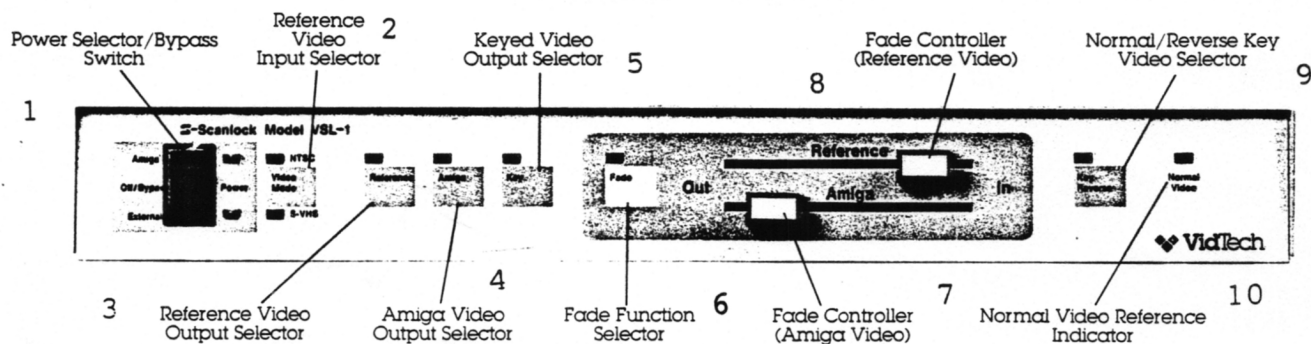 Power Selector/Bypass
Switch
1
Reference
Video
Input Selector
2
Keyed Video
Output Selector
5
Fade Controller
(Reference Video)
8
Normal/Reverse Key
Video Selector
9
S-Scanlock Model VSL-1
Amiga
Off/Bypass
External
Power
NTSC
Video
Mode
S-VHS
Reference
Amiga
Key
Fade
Out
Reference
Amiga
In
Key
Reverse
Normal
Video
VidTech
3
Reference Video
Output Selector
4
Amiga Video
Output Selector
Fade Function
Selector
6
Fade Controller
(Amiga Video)
7
Normal Video Reference
Indicator
10